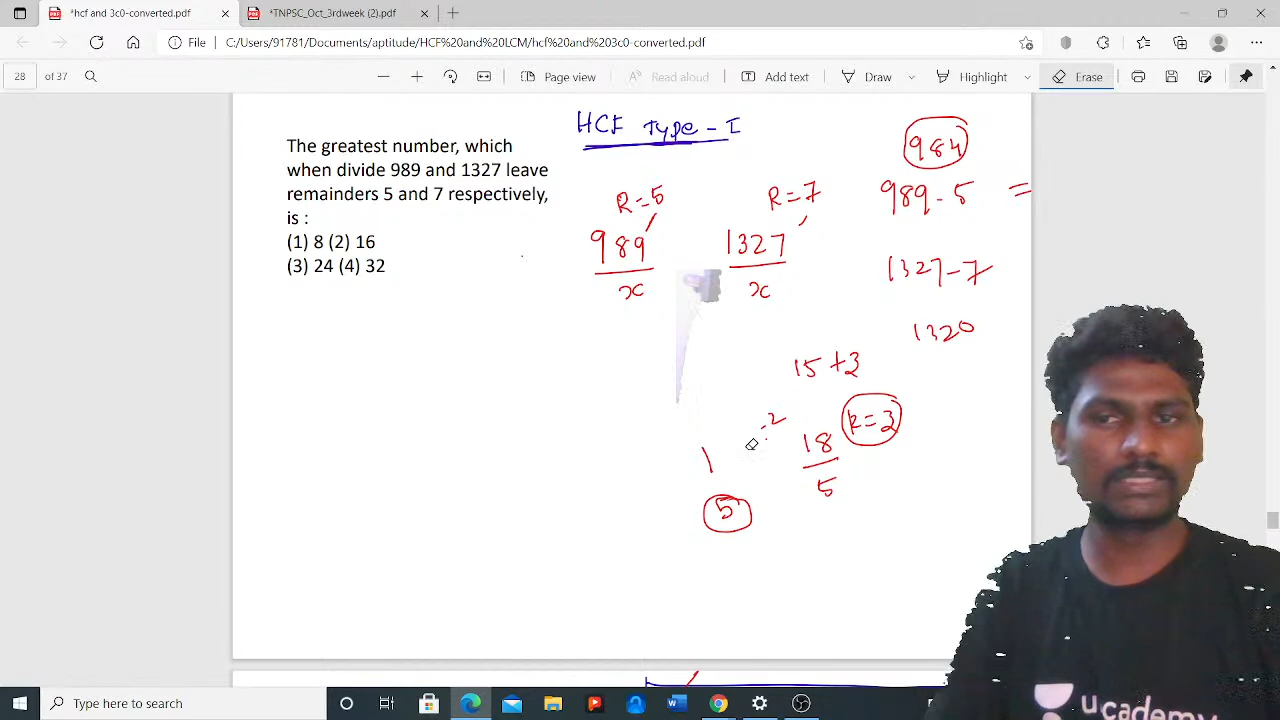 *hcf and 3c0-converted.pdf
*TNPSC_Oct_3rdweek (2).pdf
File
C:/Users/91781/Documents/aptitude/HCF%20and%20LCM/hcf%20and%203c0-converted.pdf
28 of 37
Page view
Read aloud
Add text
Draw
Highlight
Erase
HCF Type - I
The greatest number, which
when divide 989 and 1327 leave
remainders 5 and 7 respectively,
is :
(1) 8 (2) 16
(3) 24 (4) 32
R = 5
989
x
R = 7
1327
x
984
989 - 5 =
1327 - 7
1320
15 + 3
18
5
R = 3
5
ucademy
Type here to search